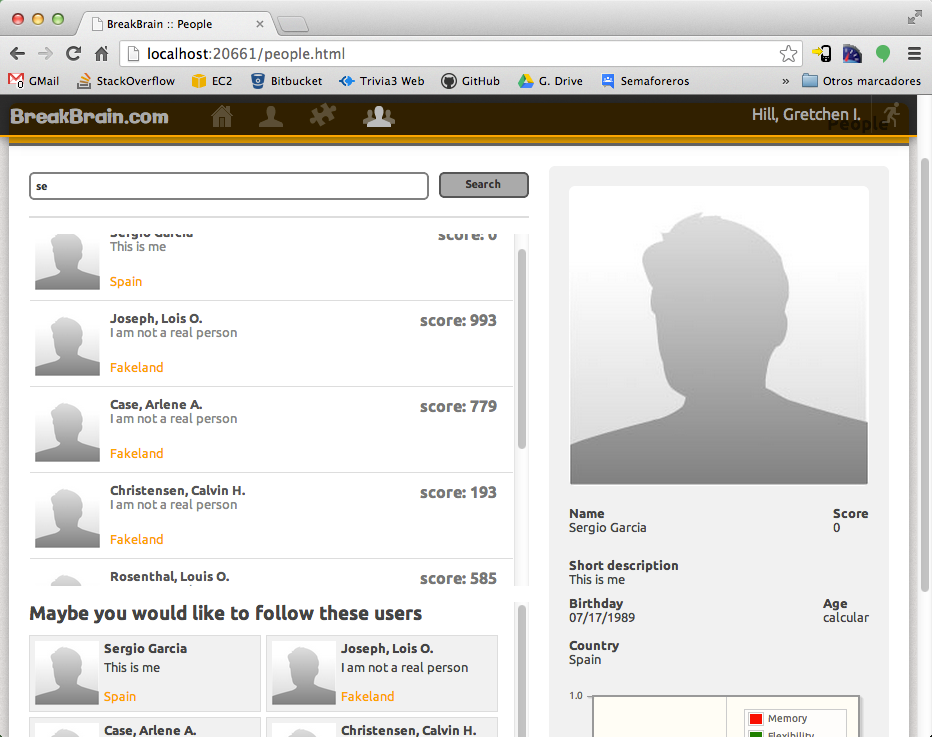 BreakBrain :: People
localhost:20661/people.html
GMail StackOverflow EC2 Bitbucket Trivia3 Web GitHub G. Drive Semaforeros » Otros marcadores
BreakBrain.com
Hill, Gretchen I.
People
se
Search
Sergio Garcia
score: 0
This is me
Spain
Joseph, Lois O.
score: 993
I am not a real person
Fakeland
Case, Arlene A.
score: 779
I am not a real person
Fakeland
Christensen, Calvin H.
score: 193
I am not a real person
Fakeland
Rosenthal, Louis O.
score: 585
Maybe you would like to follow these users
Sergio Garcia
This is me
Spain
Joseph, Lois O.
I am not a real person
Fakeland
Case, Arlene A.
Christensen, Calvin H.
Name
Score
Sergio Garcia
0
Short description
This is me
Birthday
Age
07/17/1989
calcular
Country
Spain
1.0
Memory
Flexibility